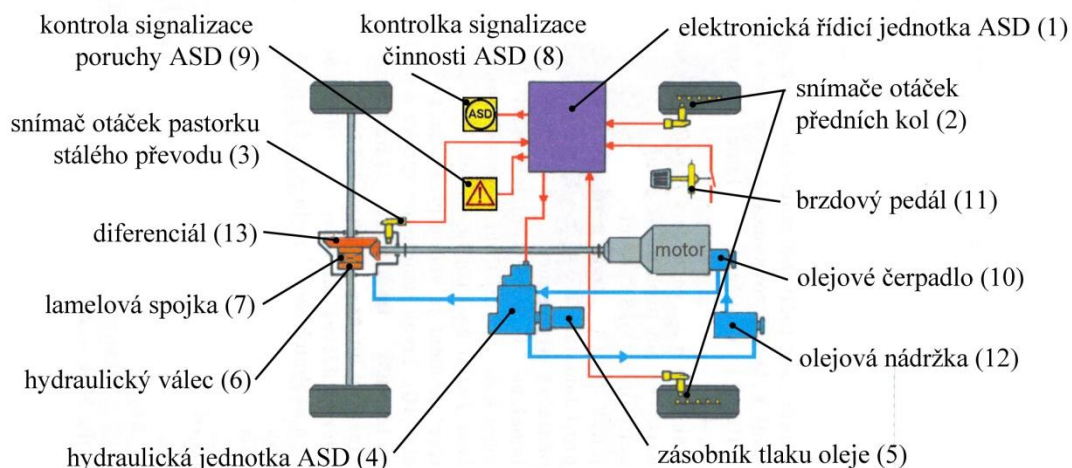 kontrola signalizace
poruchy ASD (9)
kontrolka signalizace
činnosti ASD (8)
elektronická řídicí jednotka ASD (1)
snímače otáček
předních kol (2)
snímač otáček pastorku
stálého převodu (3)
ASD
brzdový pedál (11)
diferenciál (13)
motor
olejové čerpadlo (10)
lamelová spojka (7)
olejová nádržka (12)
hydraulický válec (6)
hydraulická jednotka ASD (4)
zásobník tlaku oleje (5)